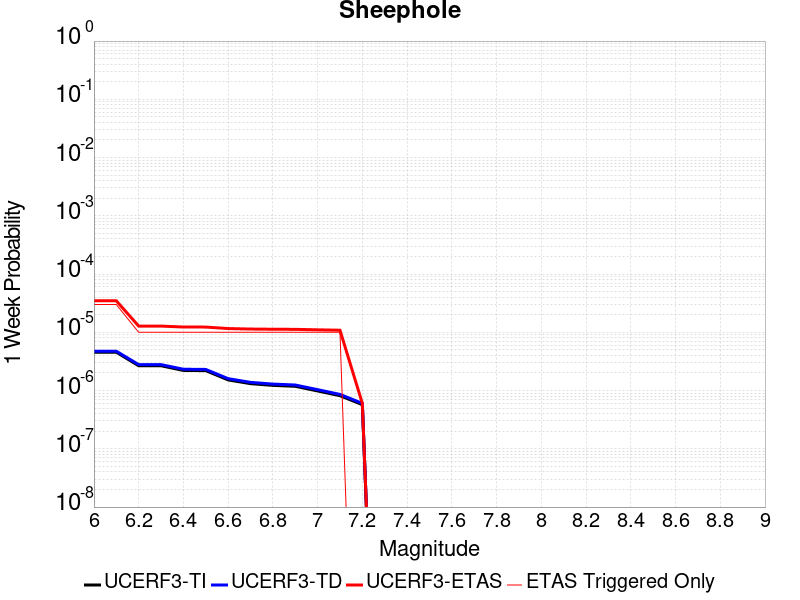 Sheephole
10 0
10 -1
10 -2
10 -3
10 -4
10 -5
10 -6
10 -7
10 -8
1 Week Probability
6 6.2 6.4 6.6 6.8 7 7.2 7.4 7.6 7.8 8 8.2 8.4 8.6 8.8 9
Magnitude
UCERF3-TI UCERF3-TD UCERF3-ETAS ETAS Triggered Only